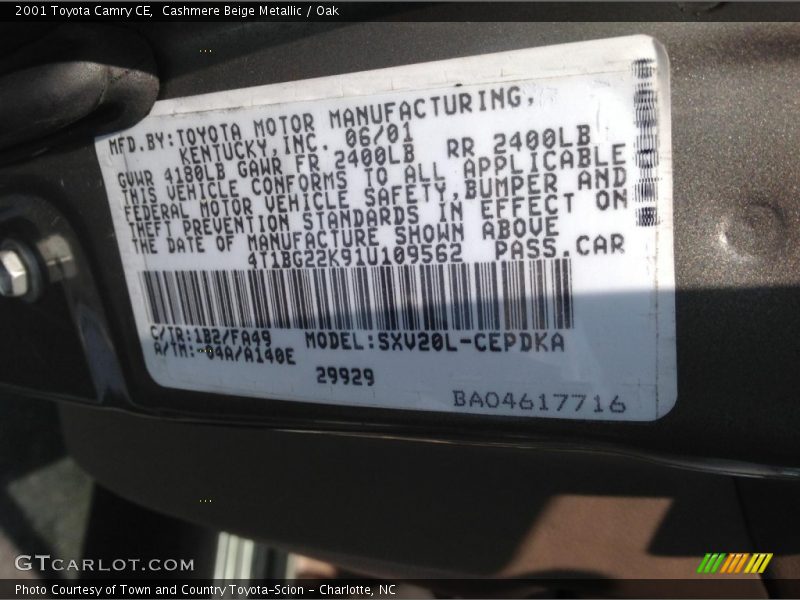 2001 Toyota Camry CE,  Cashmere Beige Metallic / Oak
MFD.BY:TOYOTA MOTOR MANUFACTURING,
KENTUCKY,INC. 06/01
GVWR 4180LB GAWR FR 2400LB RR 2400LB
THIS VEHICLE CONFORMS TO ALL APPLICABLE
FEDERAL MOTOR VEHICLE SAFETY,BUMPER AND
THEFT PREVENTION STANDARDS IN EFFECT ON
THE DATE OF MANUFACTURE SHOWN ABOVE
4T1BG22K91U109562 PASS.CAR
C/TR:1B2/FA49 MODEL:SXV20L-CEPDKA
A/TM:-04A/A140E
29929
BA04617716
GTCARLOT.COM
Photo Courtesy of Town and Country Toyota-Scion - Charlotte, NC